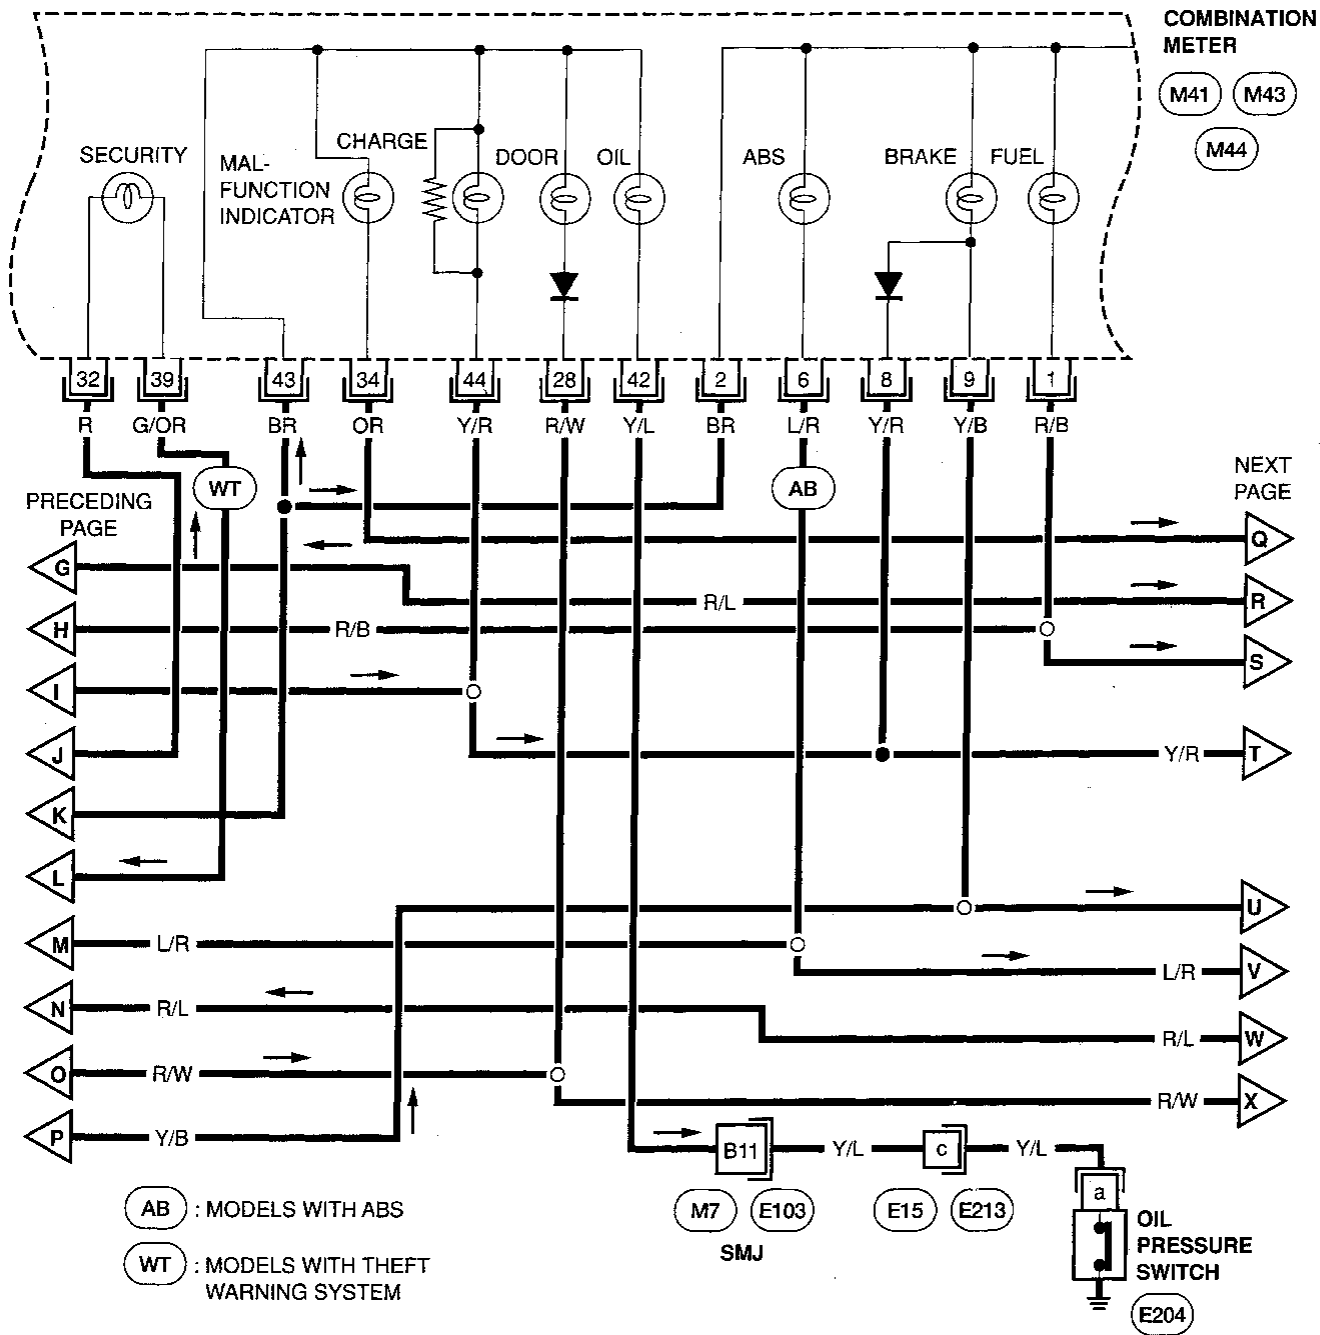 COMBINATION
METER
M41 M43
M44
SECURITY
MAL-
FUNCTION
INDICATOR
CHARGE
DOOR
OIL
ABS
BRAKE
FUEL
32 39 43 34 44 28 42 2 6 8 9 1
R G/OR BR OR Y/R R/W Y/L BR L/R Y/R Y/B R/B
WT
AB
PRECEDING
PAGE
NEXT
PAGE
Q
G
R/L
R
H
R/B
S
I
J
Y/R
T
K
L
U
M
L/R
L/R
V
N
R/L
R/L
W
O
R/W
R/W
X
P
Y/B
B11
Y/L
c
Y/L
a
AB : MODELS WITH ABS
M7 E103
SMJ
E15 E213
OIL
PRESSURE
SWITCH
E204
WT : MODELS WITH THEFT
WARNING SYSTEM